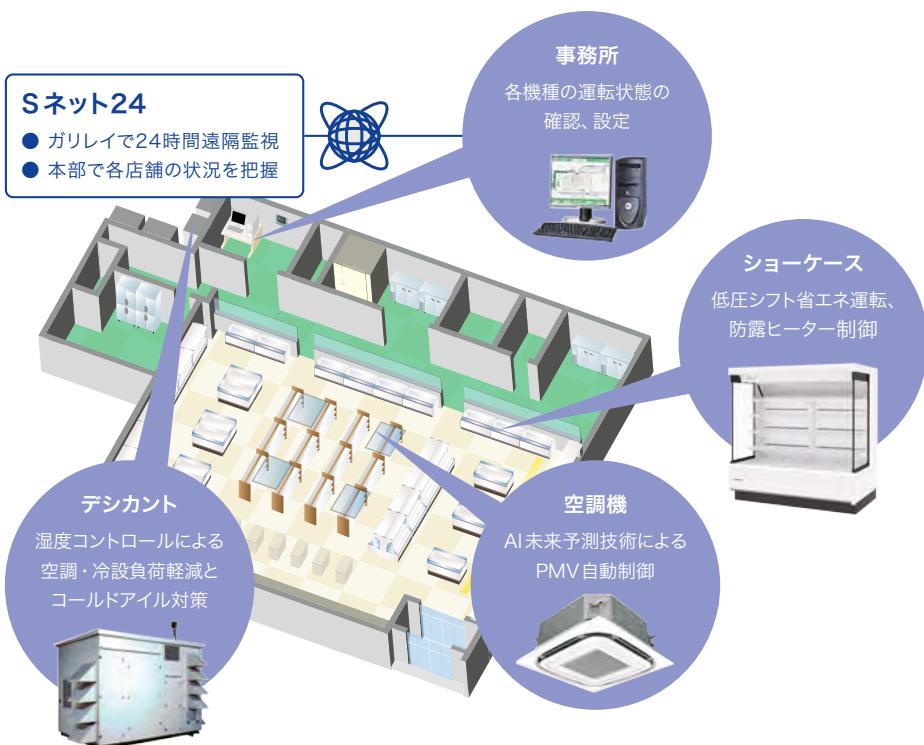 Sネット24
● ガリレイで24時間遠隔監視
● 本部で各店舗の状況を把握
事務所
各機種の運転状態の
確認、設定
ショーケース
低圧シフト省エネ運転、
防露ヒーター制御
デシカント
湿度コントロールによる
空調・冷設負荷軽減と
コールドアイル対策
空調機
AI未来予測技術による
PMV自動制御